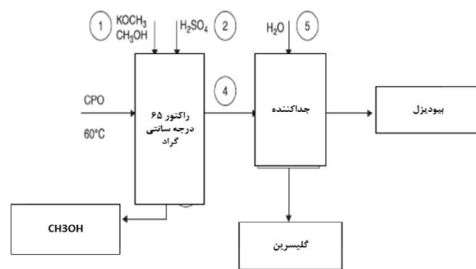 1
KOCH3
CH3OH
H2SO4
2
H2O
5
CPO
60°C
راکتور ۶۵
درجه سانتی
گراد
4
جداکننده
بیودیزل
CH3OH
گلیسرین